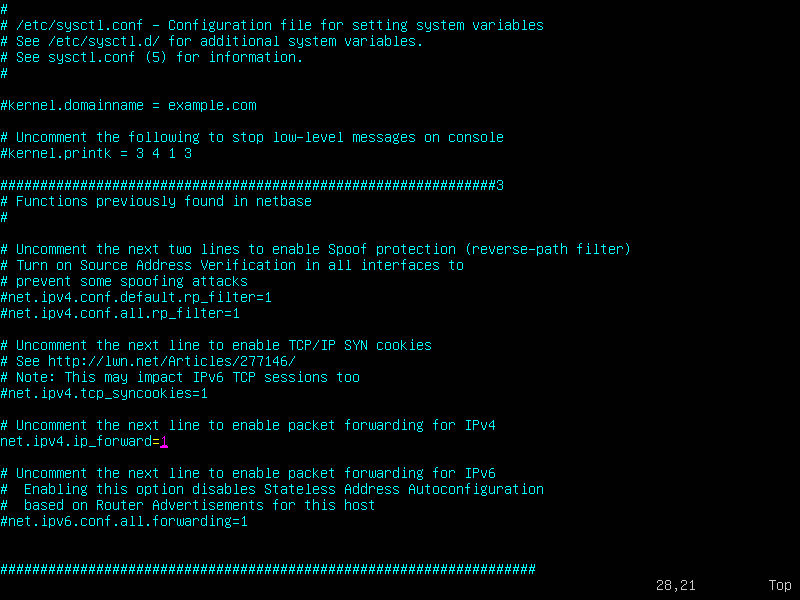 #
# /etc/sysctl.conf - Configuration file for setting system variables
# See /etc/sysctl.d/ for additional system variables.
# See sysctl.conf (5) for information.
#
#kernel.domainname = example.com
# Uncomment the following to stop low-level messages on console
#kernel.printk = 3 4 1 3
##############################################################3
# Functions previously found in netbase
#
# Uncomment the next two lines to enable Spoof protection (reverse-path filter)
# Turn on Source Address Verification in all interfaces to
# prevent some spoofing attacks
#net.ipv4.conf.default.rp_filter=1
#net.ipv4.conf.all.rp_filter=1
# Uncomment the next line to enable TCP/IP SYN cookies
# See http://lwn.net/Articles/277146/
# Note: This may impact IPv6 TCP sessions too
#net.ipv4.tcp_syncookies=1
# Uncomment the next line to enable packet forwarding for IPv4
net.ipv4.ip_forward=1
# Uncomment the next line to enable packet forwarding for IPv6
#  Enabling this option disables Stateless Address Autoconfiguration
#  based on Router Advertisements for this host
#net.ipv6.conf.all.forwarding=1
###################################################################
28,21 Top